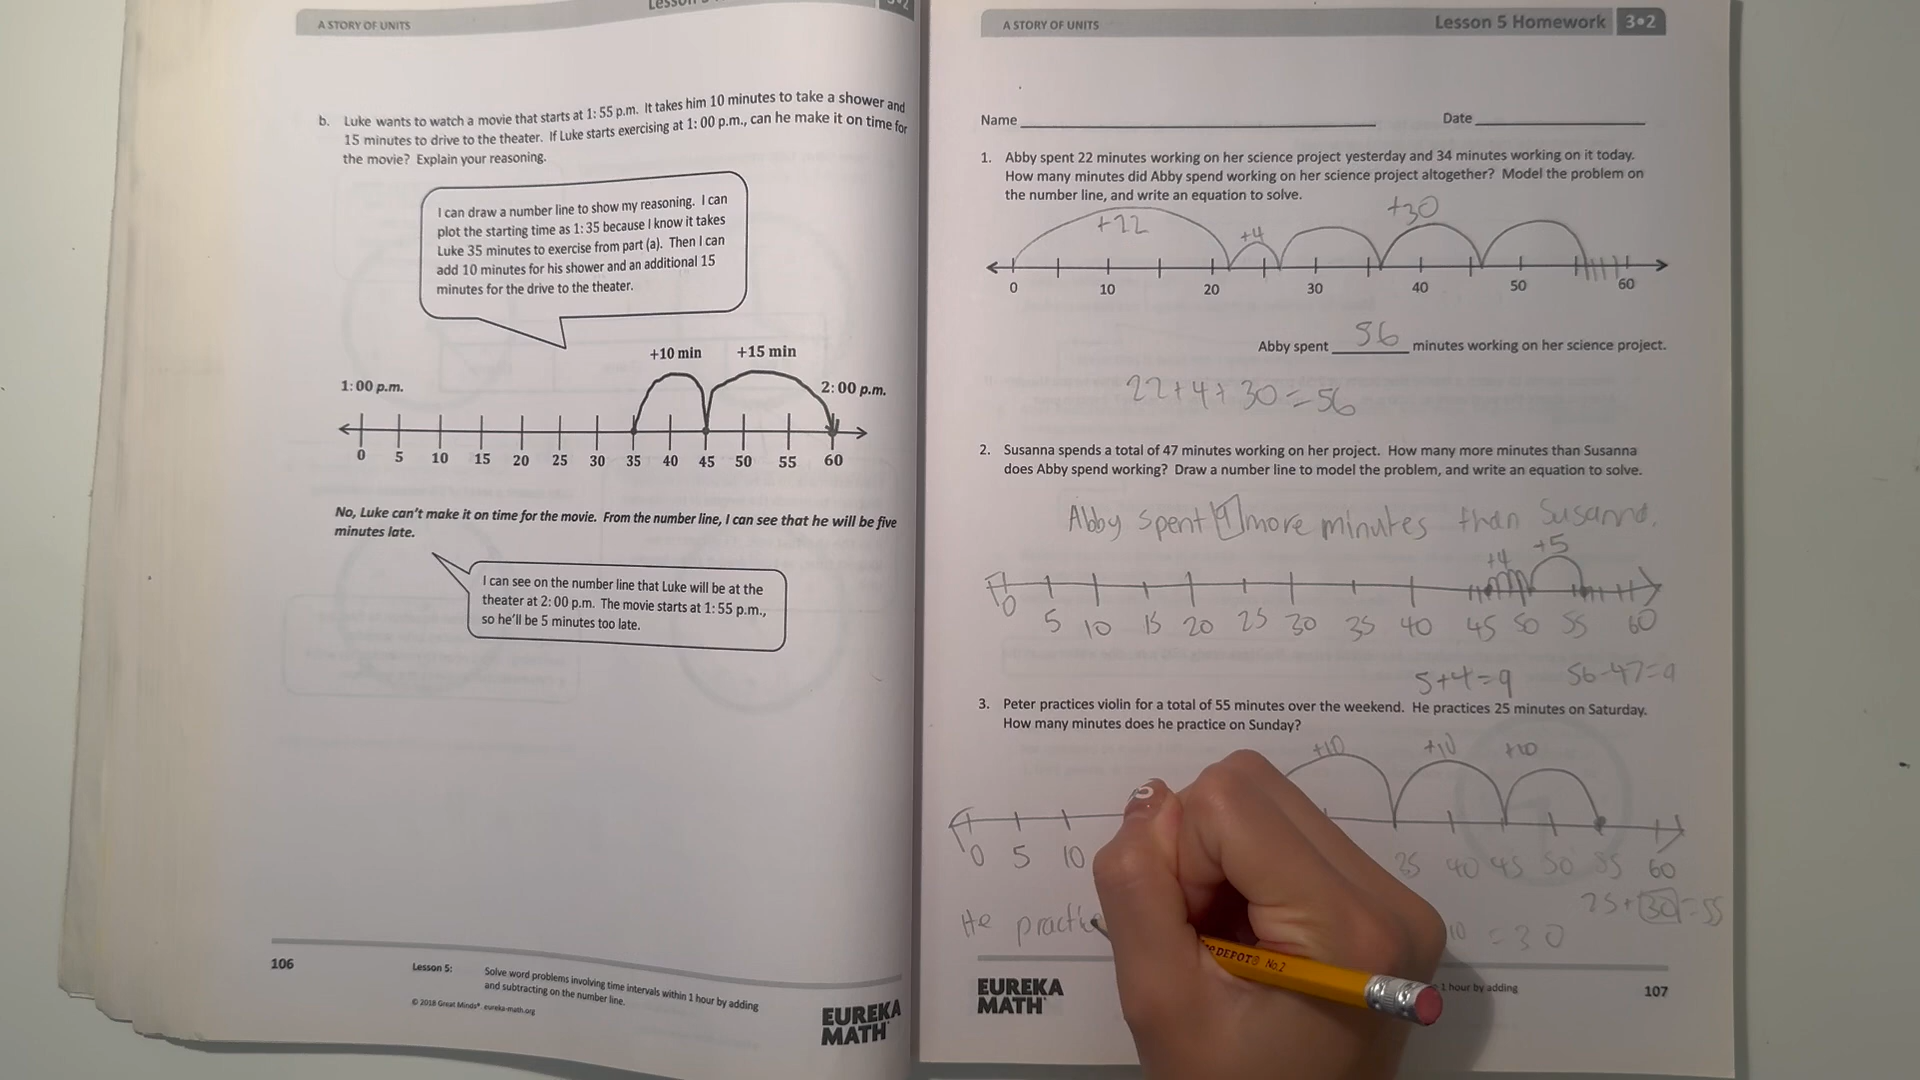 A STORY OF UNITS
b. Luke wants to watch a movie that starts at 1:55 p.m. It takes him 10 minutes to take a shower and
15 minutes to drive to the theater. If Luke starts exercising at 1:00 p.m., can he make it on time for
the movie? Explain your reasoning.
I can draw a number line to show my reasoning. I can
plot the starting time as 1:35 because I know it takes
Luke 35 minutes to exercise from part (a). Then I can
add 10 minutes for his shower and an additional 15
minutes for the drive to the theater.
+10 min +15 min
1:00 p.m. 2:00 p.m.
0 5 10 15 20 25 30 35 40 45 50 55 60
No, Luke can't make it on time for the movie. From the number line, I can see that he will be five
minutes late.
I can see on the number line that Luke will be at the
theater at 2:00 p.m. The movie starts at 1:55 p.m.,
so he'll be 5 minutes too late.
106
Lesson 5: Solve word problems involving time intervals within 1 hour by adding
and subtracting on the number line.
© 2018 Great Minds®. eureka-math.org
EUREKA
MATH
A STORY OF UNITS
Lesson 5 Homework 3•2
Name Date
1. Abby spent 22 minutes working on her science project yesterday and 34 minutes working on it today.
How many minutes did Abby spend working on her science project altogether? Model the problem on
the number line, and write an equation to solve.
+22 +4 +30
0 10 20 30 40 50 60
Abby spent 56 minutes working on her science project.
22+4+30=56
2. Susanna spends a total of 47 minutes working on her project. How many more minutes than Susanna
does Abby spend working? Draw a number line to model the problem, and write an equation to solve.
Abby spent 9 more minutes than Susanna.
+4 +5
0 5 10 15 20 25 30 35 40 45 50 55 60
5+4=9 56-47=9
3. Peter practices violin for a total of 55 minutes over the weekend. He practices 25 minutes on Saturday.
How many minutes does he practice on Sunday?
+10 +10 +10
0 5 10 35 40 45 50 55 60
25+30=55
He practice
10 =30
DEPOT® No.2
EUREKA
MATH
1 hour by adding
107